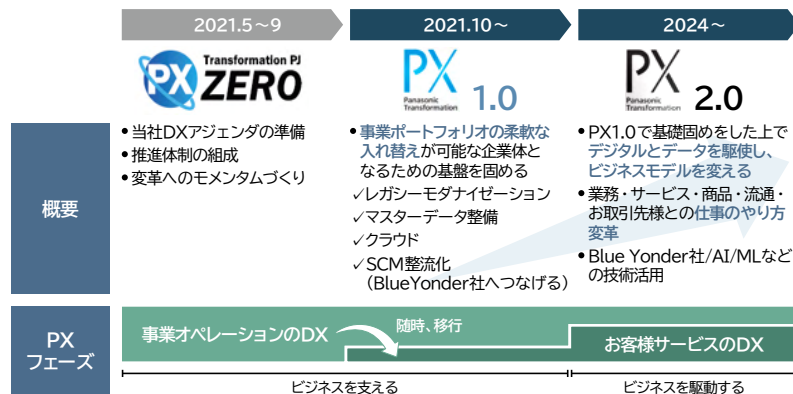 2021.5～9
2021.10～
2024～
Transformation PJ
PX ZERO
PX
Panasonic
Transformation
1.0
PX
Panasonic
Transformation
2.0
概要
•当社DXアジェンダの準備
•推進体制の組成
•変革へのモメンタムづくり
•事業ポートフォリオの柔軟な
入れ替えが可能な企業体と
なるための基盤を固める
✓レガシーモダナイゼーション
✓マスターデータ整備
✓クラウド
✓SCM整流化
（BlueYonder社へつなげる）
•PX1.0で基礎固めをした上で
デジタルとデータを駆使し、
ビジネスモデルを変える
•業務・サービス・商品・流通・
お取引先様との仕事のやり方
変革
•Blue Yonder社/AI/MLなど
の技術活用
PX
フェーズ
事業オペレーションのDX
随時、移行
お客様サービスのDX
ビジネスを支える
ビジネスを駆動する